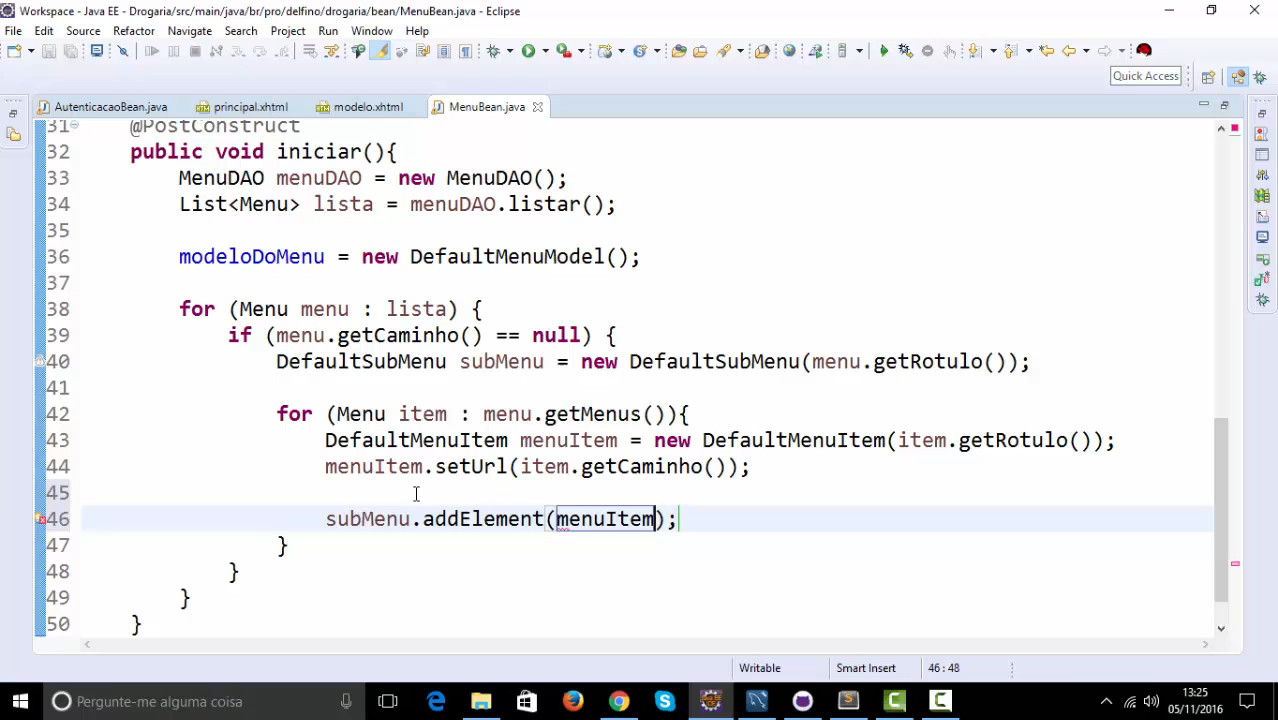 Workspace - Java EE - Drogaria/src/main/java/br/pro/delfino/drogaria/bean/MenuBean.java - Eclipse
File Edit Source Refactor Navigate Search Project Run Window Help
Quick Access
AutenticacaoBean.java principal.xhtml modelo.xhtml MenuBean.java
31 @PostConstruct
32 public void iniciar(){
33 MenuDAO menuDAO = new MenuDAO();
34 List<Menu> lista = menuDAO.listar();
35
36 modeloDoMenu = new DefaultMenuModel();
37
38 for (Menu menu : lista) {
39 if (menu.getCaminho() == null) {
40 DefaultSubMenu subMenu = new DefaultSubMenu(menu.getRotulo());
41
42 for (Menu item : menu.getMenus()){
43 DefaultMenuItem menuItem = new DefaultMenuItem(item.getRotulo());
44 menuItem.setUrl(item.getCaminho());
45
46 subMenu.addElement(menuItem);
47 }
48 }
49 }
50 }
Writable Smart Insert 46 : 48
Pergunte-me alguma coisa
13:25
05/11/2016